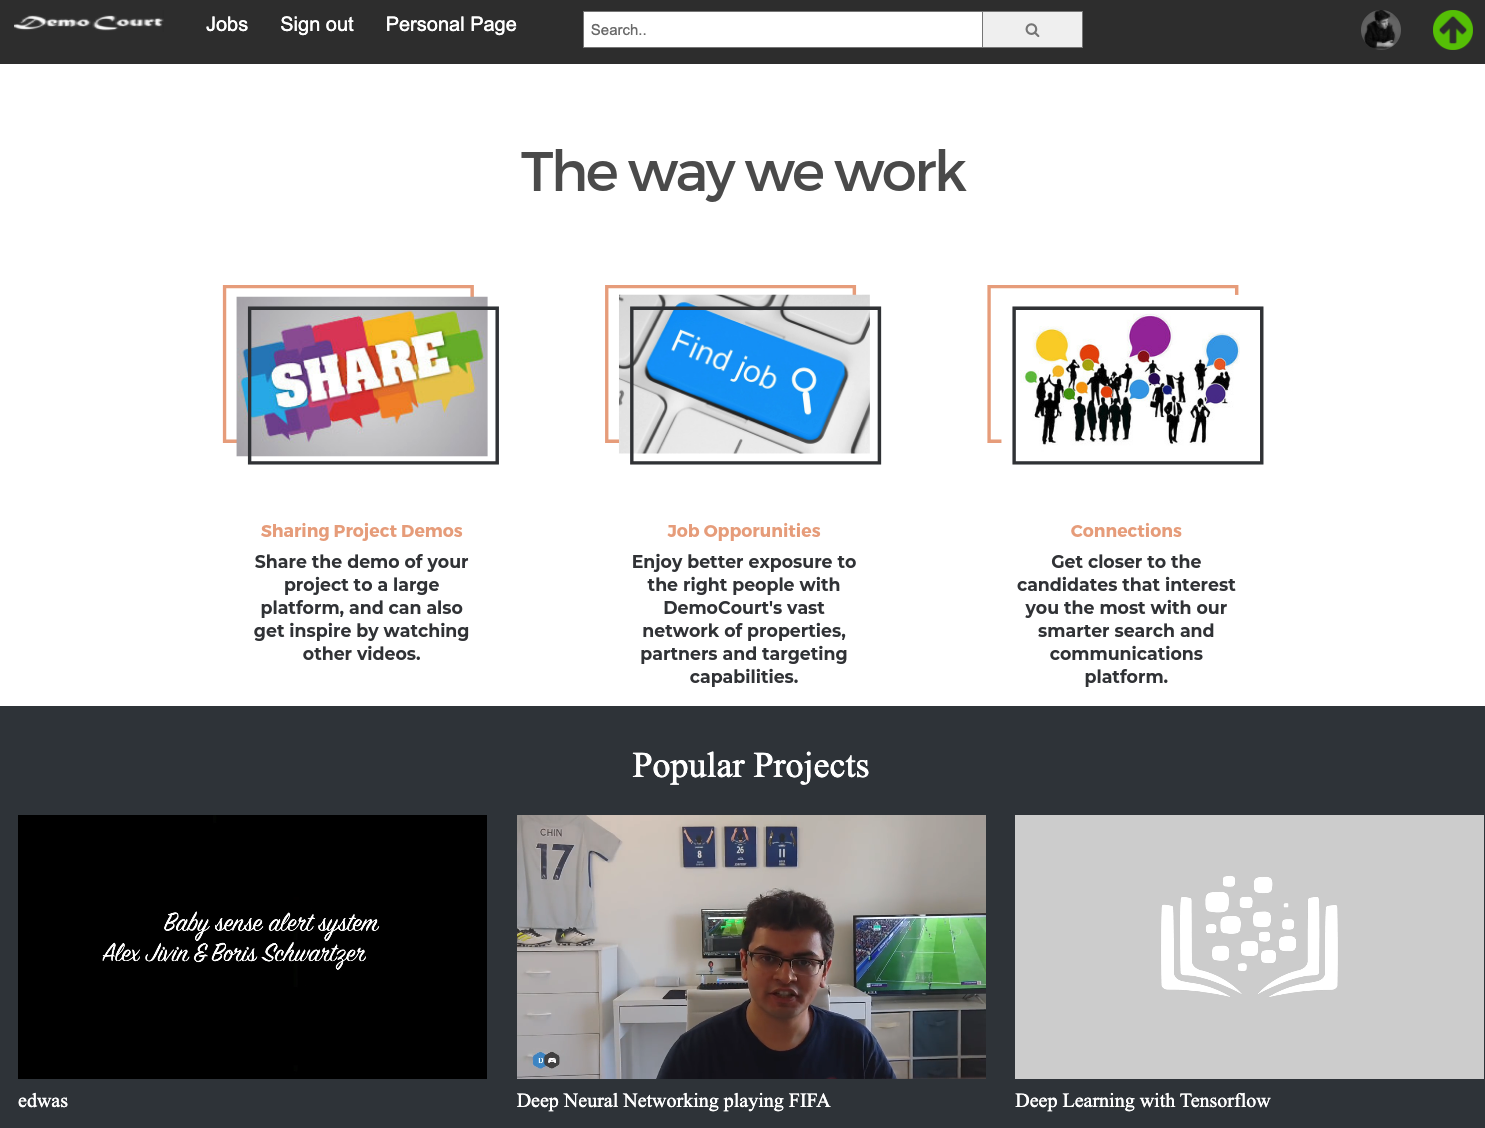 Demo Court
Jobs
Sign out
Personal Page
Search..
The way we work
SHARE
Find job
Sharing Project Demos
Share the demo of your
project to a large
platform, and can also
get inspire by watching
other videos.
Job Opporunities
Enjoy better exposure to
the right people with
DemoCourt's vast
network of properties,
partners and targeting
capabilities.
Connections
Get closer to the
candidates that interest
you the most with our
smarter search and
communications
platform.
Popular Projects
Baby sense alert system
Alex Jivin & Boris Schwartzer
edwas
CHIN
17
8
26
11
D
Deep Neural Networking playing FIFA
Deep Learning with Tensorflow